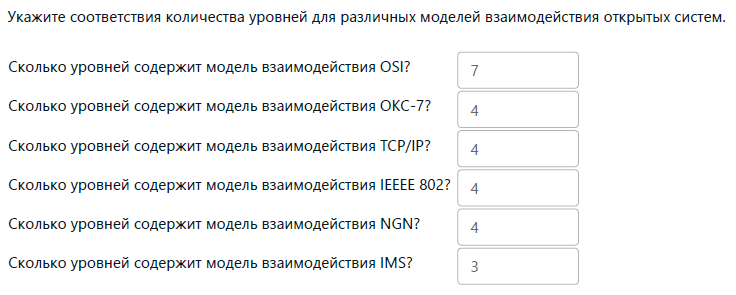 Укажите соответствия количества уровней для различных моделей взаимодействия открытых систем.
Сколько уровней содержит модель взаимодействия OSI? 7
Сколько уровней содержит модель взаимодействия ОКС-7? 4
Сколько уровней содержит модель взаимодействия TCP/IP? 4
Сколько уровней содержит модель взаимодействия IEEEE 802? 4
Сколько уровней содержит модель взаимодействия NGN? 4
Сколько уровней содержит модель взаимодействия IMS? 3